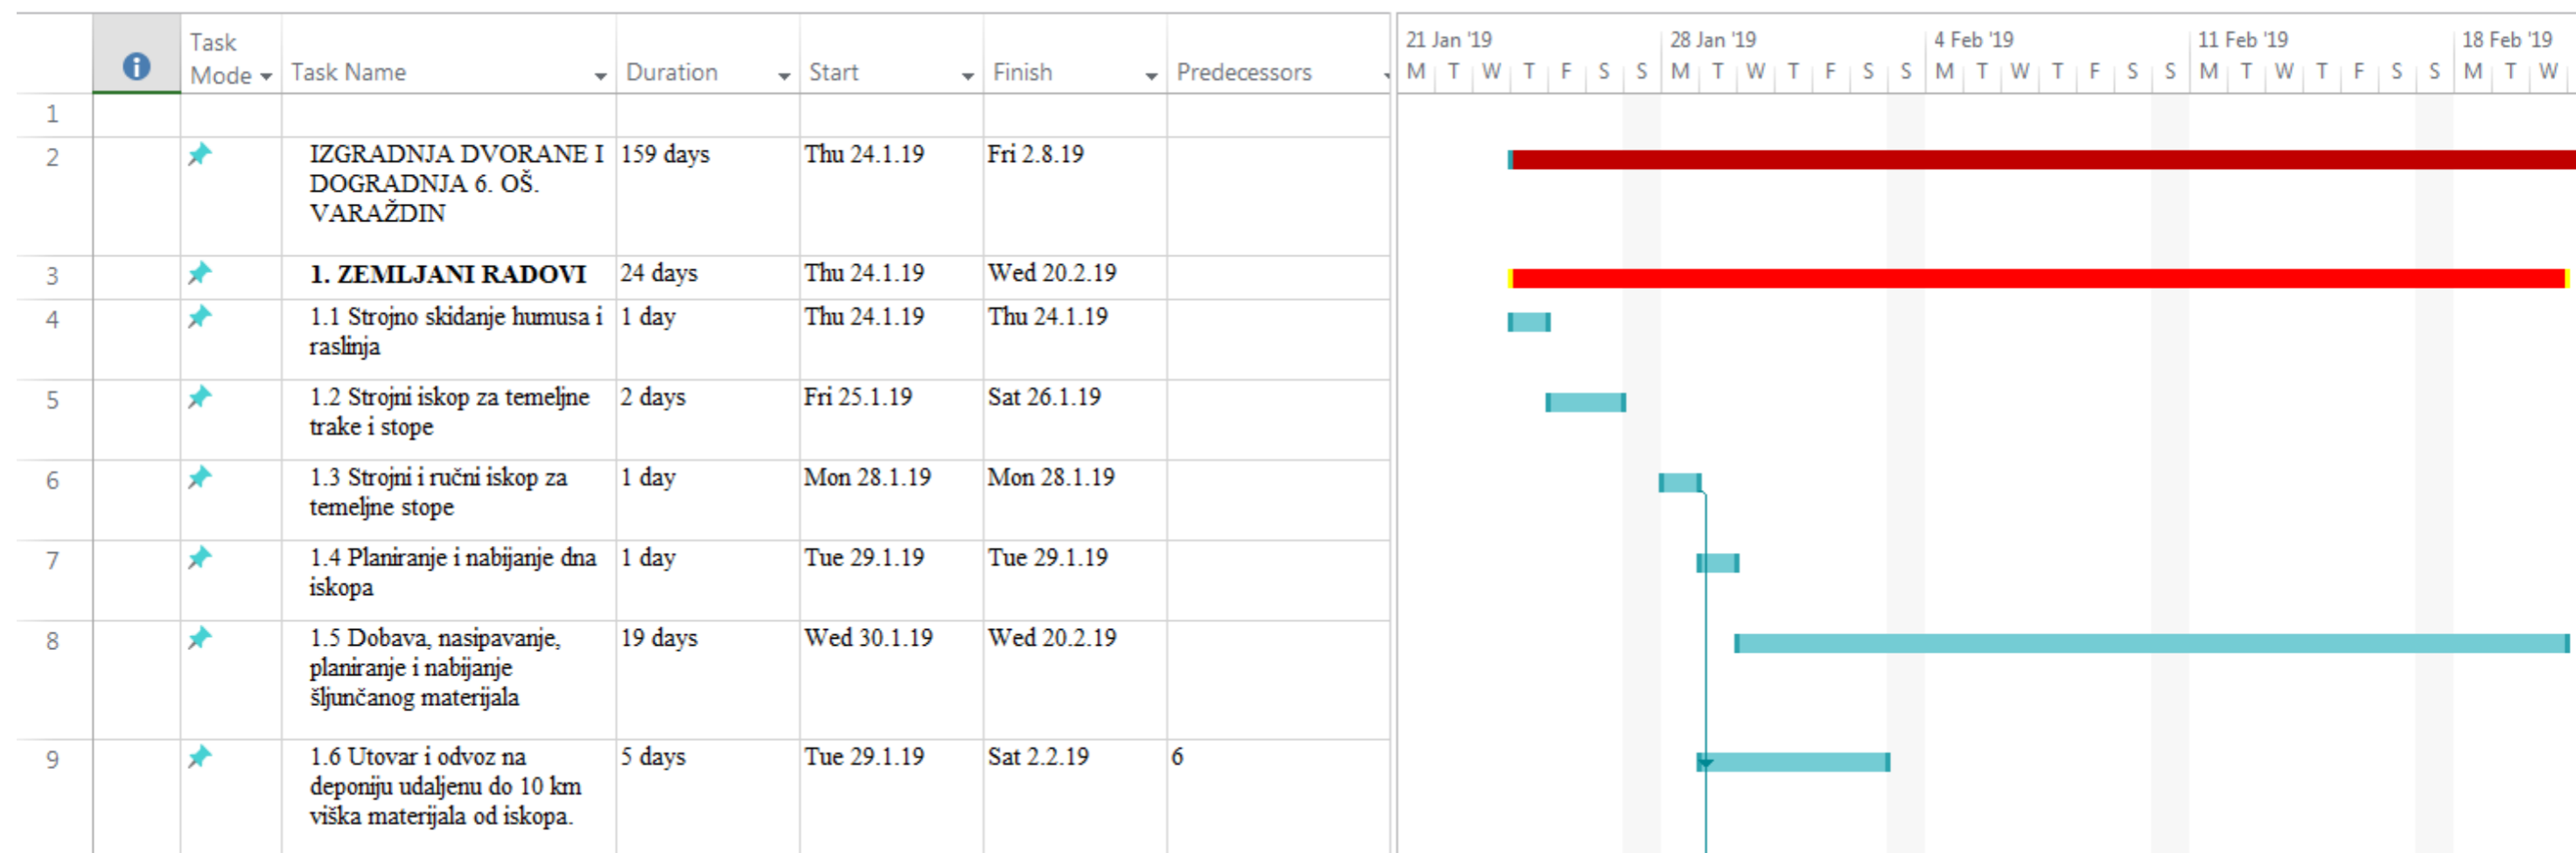 Task Mode Task Name Duration Start Finish Predecessors
21 Jan '19 28 Jan '19 4 Feb '19 11 Feb '19 18 Feb '19
M T W T F S S M T W T F S S M T W T F S S M T W T F S S M T W
1
2 IZGRADNJA DVORANE I 159 days Thu 24.1.19 Fri 2.8.19
DOGRADNJA 6. OŠ.
VARAŽDIN
3 1. ZEMLJANI RADOVI 24 days Thu 24.1.19 Wed 20.2.19
4 1.1 Strojno skidanje humusa i 1 day Thu 24.1.19 Thu 24.1.19
raslinja
5 1.2 Strojni iskop za temeljne 2 days Fri 25.1.19 Sat 26.1.19
trake i stope
6 1.3 Strojni i ručni iskop za 1 day Mon 28.1.19 Mon 28.1.19
temeljne stope
7 1.4 Planiranje i nabijanje dna 1 day Tue 29.1.19 Tue 29.1.19
iskopa
8 1.5 Dobava, nasipavanje, 19 days Wed 30.1.19 Wed 20.2.19
planiranje i nabijanje
šljunčanog materijala
9 1.6 Utovar i odvoz na 5 days Tue 29.1.19 Sat 2.2.19 6
deponiju udaljenu do 10 km
viška materijala od iskopa.